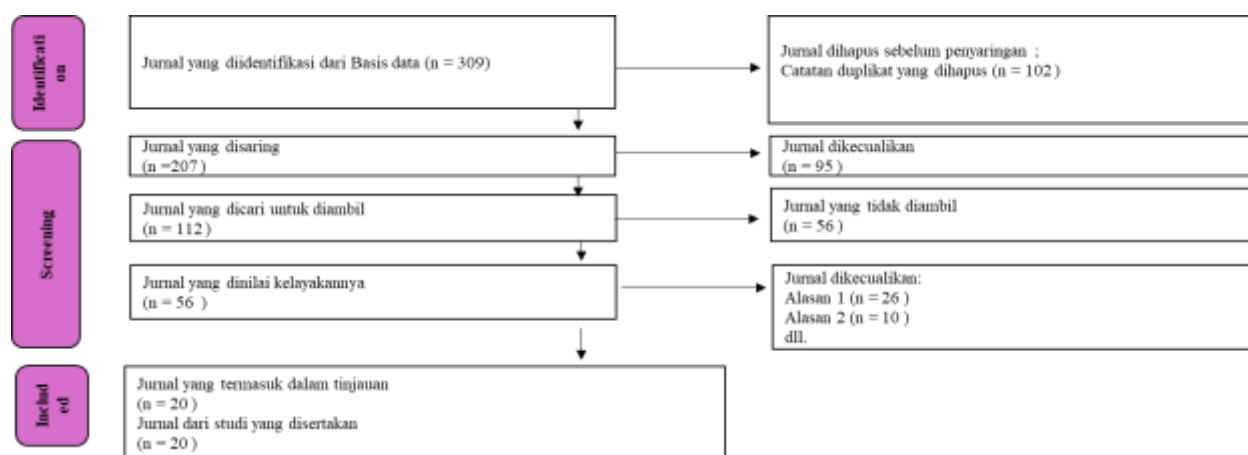 Identificati
on
Jurnal yang diidentifikasi dari Basis data (n = 309)
Jurnal dihapus sebelum penyaringan ;
Catatan duplikat yang dihapus (n = 102 )
Screening
Jurnal yang disaring
(n =207 )
Jurnal dikecualikan
(n = 95 )
Jurnal yang dicari untuk diambil
(n = 112 )
Jurnal yang tidak diambil
(n = 56 )
Jurnal yang dinilai kelayakannya
(n = 56 )
Jurnal dikecualikan:
Alasan 1 (n = 26 )
Alasan 2 (n = 10 )
dll.
Includ
ed
Jurnal yang termasuk dalam tinjauan
(n = 20 )
Jurnal dari studi yang disertakan
(n = 20 )